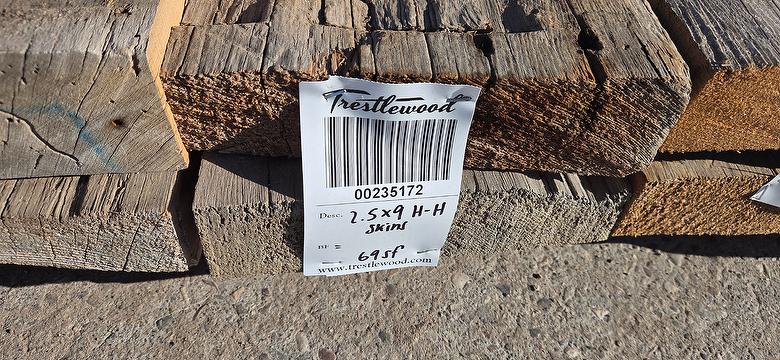 Trestlewood
00235172
Desc. 2.5x9 H-H
skins
BF =
69sf
www.trestlewood.com